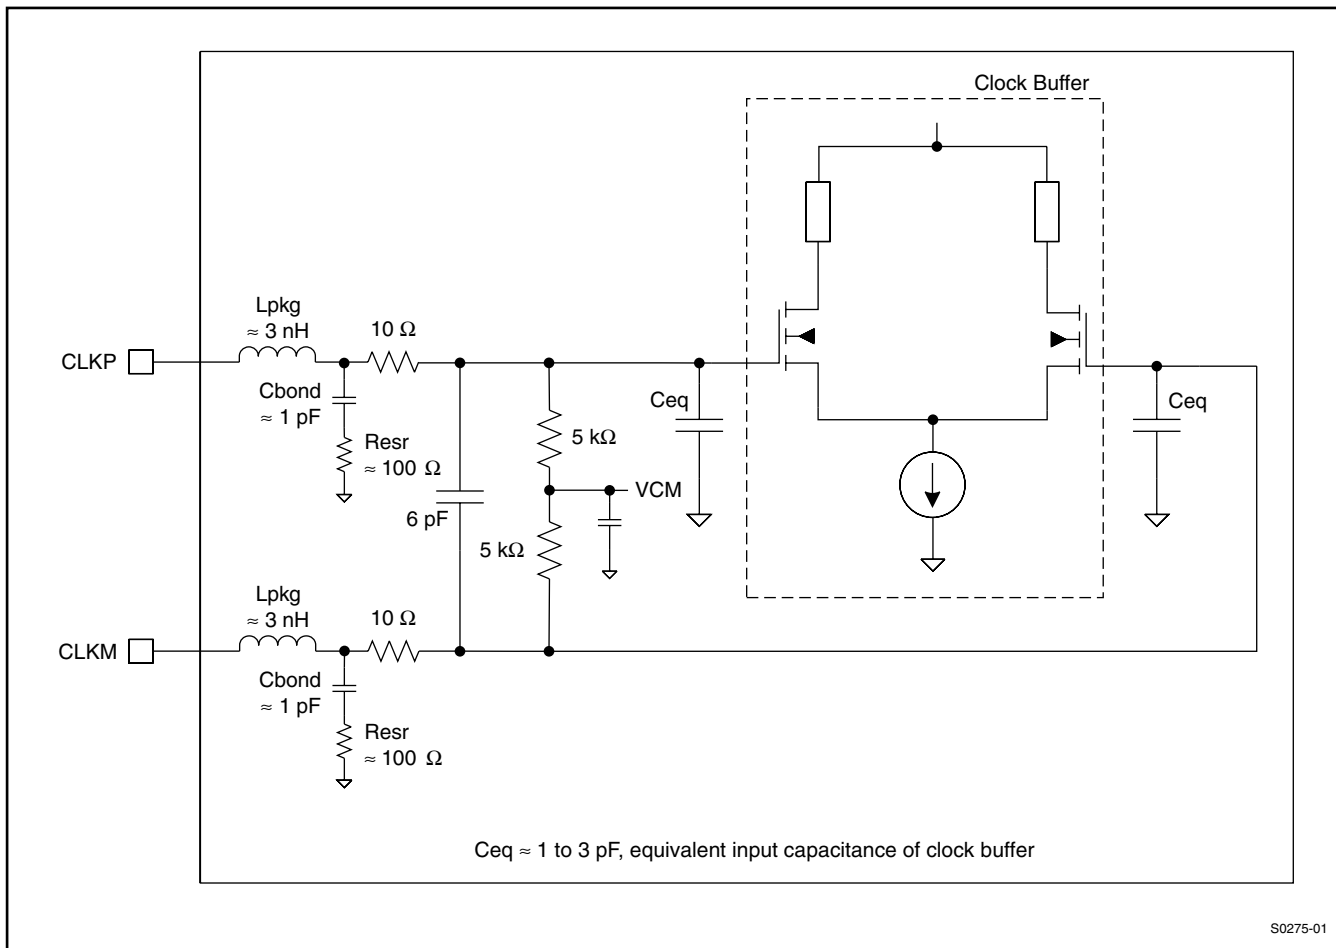 Clock Buffer
Lpkg
≈ 3 nH
10 Ω
CLKP
Cbond
≈ 1 pF
Resr
≈ 100 Ω
6 pF
5 kΩ
VCM
5 kΩ
Ceq
Ceq
Lpkg
≈ 3 nH
10 Ω
CLKM
Cbond
≈ 1 pF
Resr
≈ 100 Ω
Ceq ≈ 1 to 3 pF, equivalent input capacitance of clock buffer
S0275-01